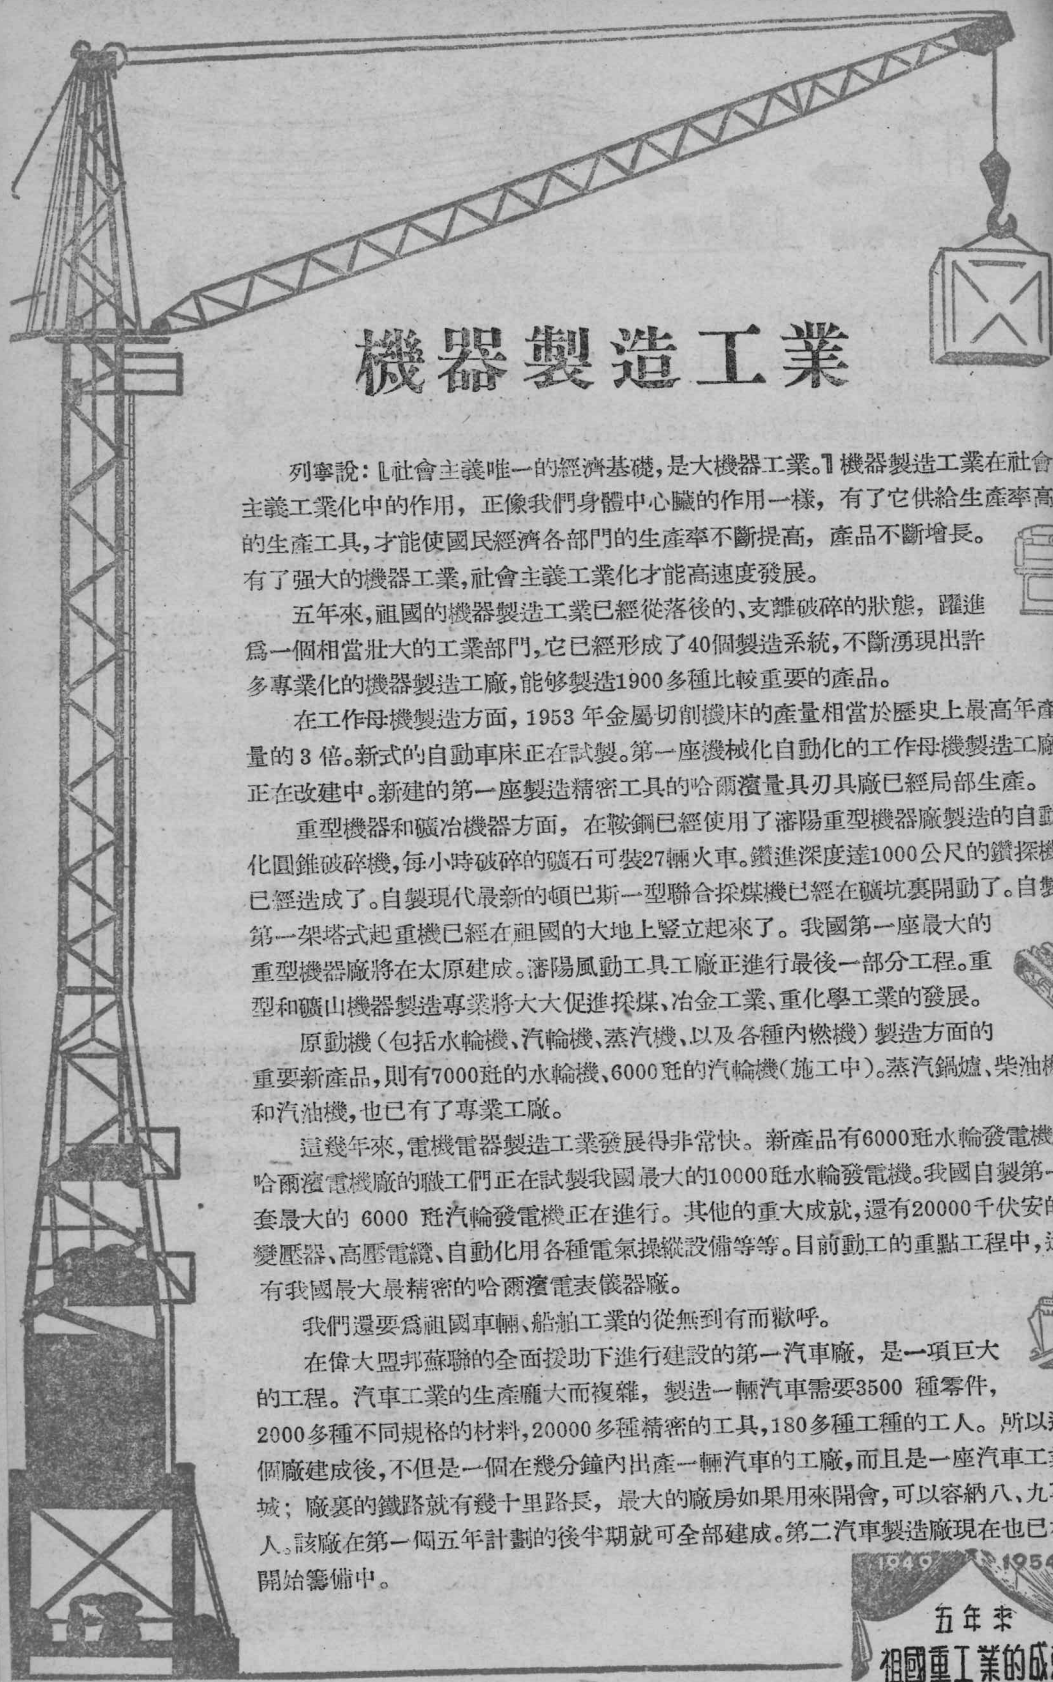 機器製造工業
列寧說：「社會主義唯一的經濟基礎，是大機器工業。」機器製造工業在社會
主義工業化中的作用，正像我們身體中心臟的作用一樣，有了它供給生產率高
的生產工具，才能使國民經濟各部門的生產率不斷提高，產品不斷增長。
有了强大的機器工業，社會主義工業化才能高速度發展。
五年來，祖國的機器製造工業已經從落後的、支離破碎的狀態，躍進
爲一個相當壯大的工業部門，它已經形成了40個製造系統，不斷湧現出許
多專業化的機器製造工廠，能够製造1900多種比較重要的產品。
在工作母機製造方面，1953年金屬切削機床的產量相當於歷史上最高年產
量的3倍。新式的自動車床正在試製。第一座機械化自動化的工作母機製造工廠
正在改建中。新建的第一座製造精密工具的哈爾濱量具刃具廠已經局部生產。
重型機器和礦冶機器方面，在鞍鋼已經使用了瀋陽重型機器廠製造的自動
化圓錐破碎機，每小時破碎的礦石可裝27輛火車。鑽進深度達1000公尺的鑽探機
已經造成了。自製現代最新的頓巴斯一型聯合採煤機已經在礦坑裏開動了。自製
第一架塔式起重機已經在祖國的大地上豎立起來了。我國第一座最大的
重型機器廠將在太原建成。瀋陽風動工具工廠正進行最後一部分工程。重
型和礦山機器製造專業將大大促進採煤、冶金工業、重化學工業的發展。
原動機（包括水輪機、汽輪機、蒸汽機、以及各種內燃機）製造方面的
重要新產品，則有7000瓩的水輪機、6000瓩的汽輪機（施工中）。蒸汽鍋爐、柴油機
和汽油機，也已有了專業工廠。
這幾年來，電機電器製造工業發展得非常快。新產品有6000瓩水輪發電機
哈爾濱電機廠的職工們正在試製我國最大的10000瓩水輪發電機。我國自製第一
套最大的 6000 瓩汽輪發電機正在進行。其他的重大成就，還有20000千伏安的
變壓器、高壓電纜、自動化用各種電氣操縱設備等等。目前動工的重點工程中，
有我國最大最精密的哈爾濱電表儀器廠。
我們還要爲祖國車輛、船舶工業的從無到有而歡呼。
在偉大盟邦蘇聯的全面援助下進行建設的第一汽車廠，是一項巨大
的工程。汽車工業的生產龐大而複雜，製造一輛汽車需要3500 種零件，
2000多種不同規格的材料，20000多種精密的工具，180多種工種的工人。所以
個廠建成後，不但是一個在幾分鐘內出產一輛汽車的工廠，而且是一座汽車工
城；廠裏的鐵路就有幾十里路長，最大的廠房如果用來開會，可以容納八、九
人。該廠在第一個五年計劃的後半期就可全部建成。第二汽車製造廠現在也已
開始籌備中。
1949 1954
五年來
祖國重工業的成